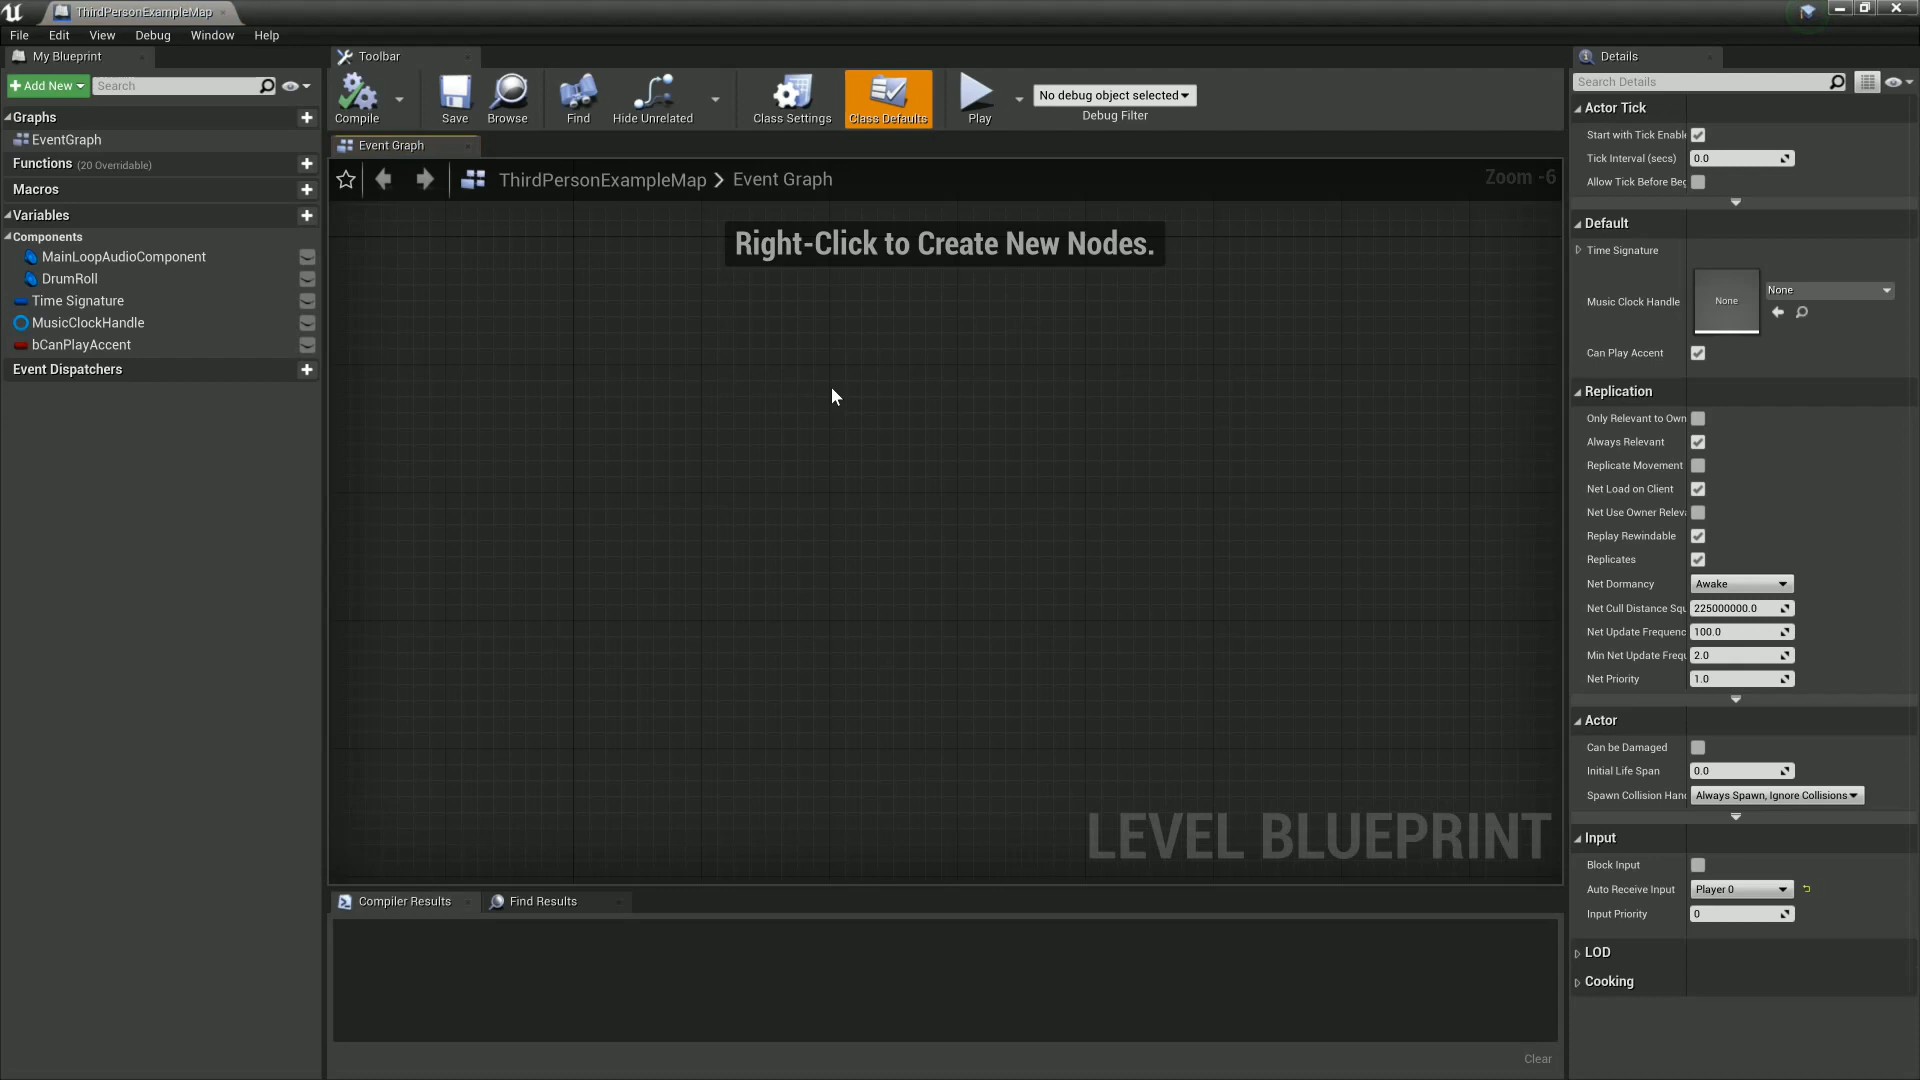 ThirdPersonExampleMap
File Edit View Debug Window Help
My Blueprint
Add New
Search
Graphs
EventGraph
Functions (20 Overridable)
Macros
Variables
Components
MainLoopAudioComponent
DrumRoll
Time Signature
MusicClockHandle
bCanPlayAccent
Event Dispatchers
Toolbar
Compile
Save
Browse
Find
Hide Unrelated
Class Settings
Class Defaults
Play
No debug object selected
Debug Filter
Event Graph
ThirdPersonExampleMap > Event Graph
Zoom -6
Right-Click to Create New Nodes.
LEVEL BLUEPRINT
Compiler Results
Find Results
Clear
Details
Search Details
Actor Tick
Start with Tick Enabl
Tick Interval (secs) 0.0
Allow Tick Before Beg
Default
Time Signature
Music Clock Handle
None
None
Can Play Accent
Replication
Only Relevant to Own
Always Relevant
Replicate Movement
Net Load on Client
Net Use Owner Relev
Replay Rewindable
Replicates
Net Dormancy Awake
Net Cull Distance Squ 225000000.0
Net Update Frequenc 100.0
Min Net Update Freq 2.0
Net Priority 1.0
Actor
Can be Damaged
Initial Life Span 0.0
Spawn Collision Han Always Spawn, Ignore Collisions
Input
Block Input
Auto Receive Input Player 0
Input Priority 0
LOD
Cooking